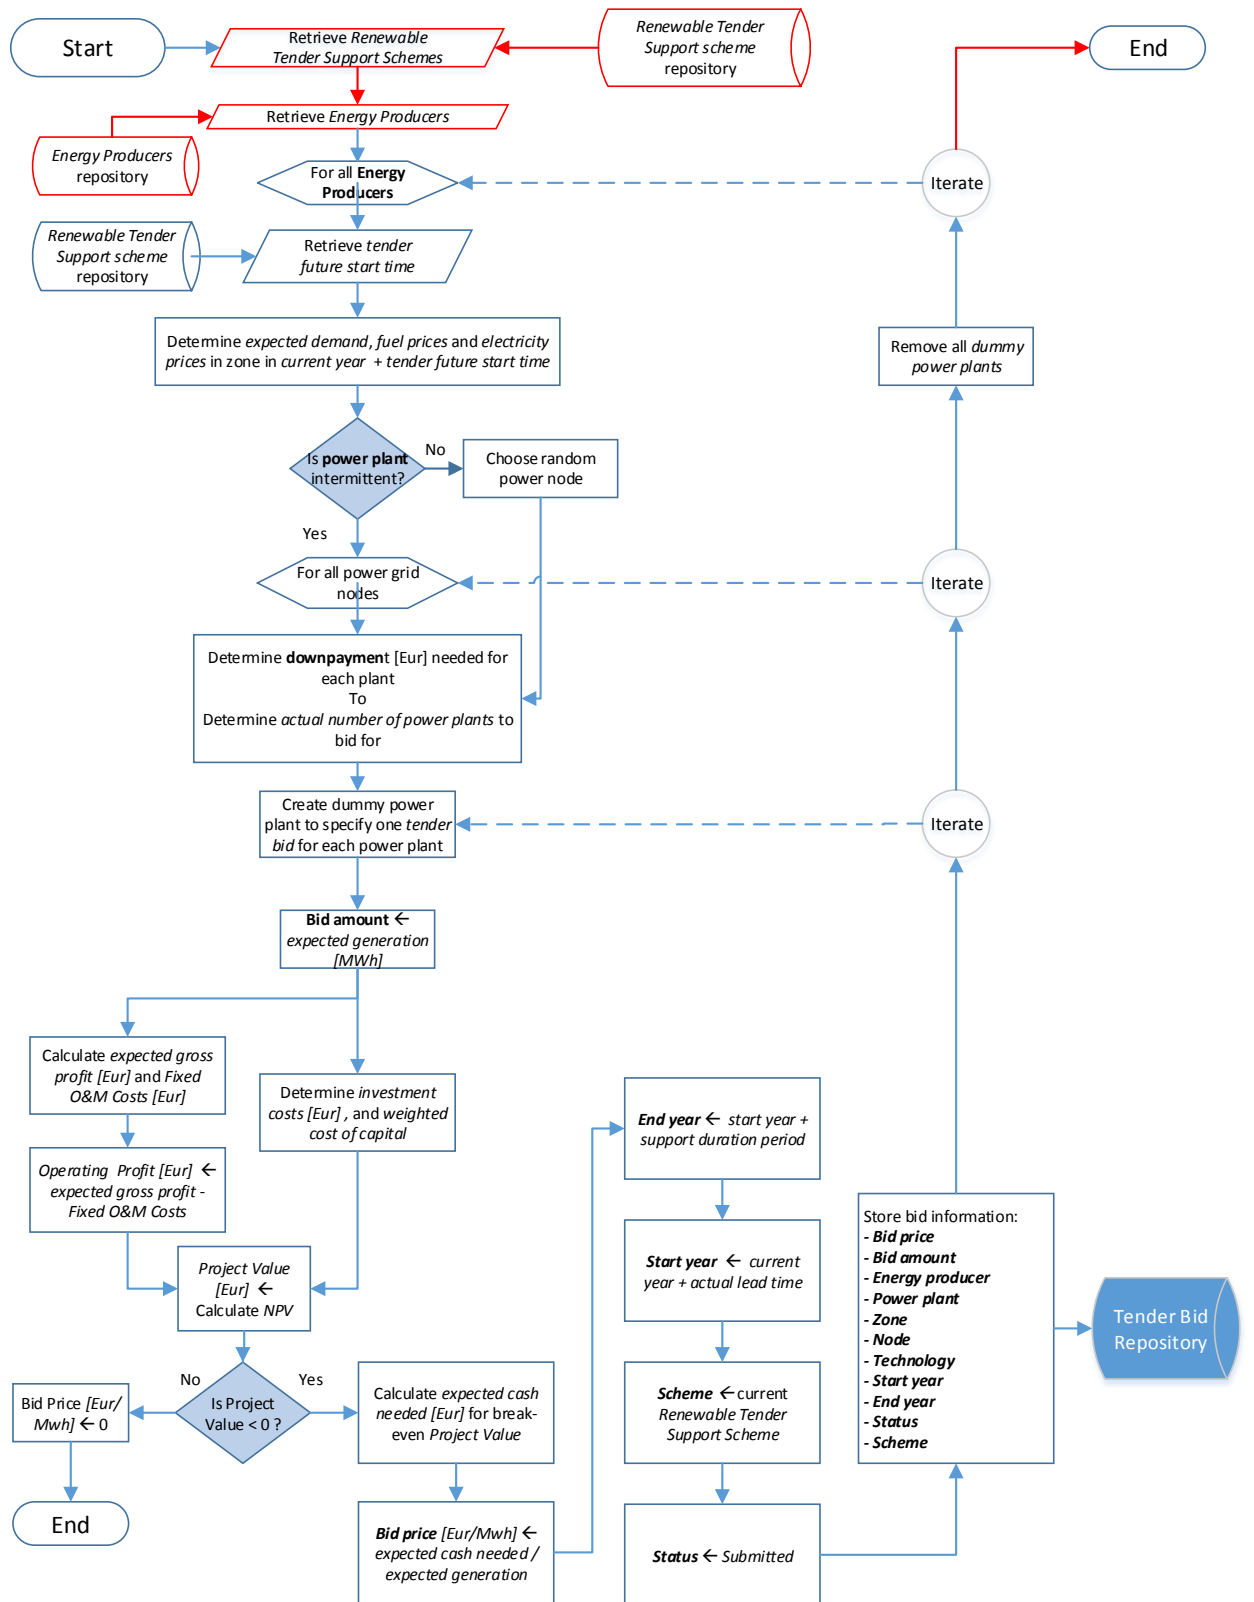 Start
Retrieve Renewable
Tender Support Schemes
Renewable Tender
Support scheme
repository
End
Retrieve Energy Producers
Energy Producers
repository
For all Energy
Producers
Iterate
Renewable Tender
Support scheme
repository
Retrieve tender
future start time
Determine expected demand, fuel prices and electricity
prices in zone in current year + tender future start time
Remove all dummy
power plants
Is power plant
intermittent?
No
Choose random
power node
Yes
For all power grid
nodes
Iterate
Determine downpayment [Eur] needed for
each plant
To
Determine actual number of power plants to
bid for
Create dummy power
plant to specify one tender
bid for each power plant
Iterate
Bid amount ←
expected generation
[MWh]
Calculate expected gross
profit [Eur] and Fixed
O&M Costs [Eur]
Determine investment
costs [Eur] , and weighted
cost of capital
Operating Profit [Eur] ←
expected gross profit -
Fixed O&M Costs
Project Value
[Eur] ←
Calculate NPV
Is Project
Value < 0 ?
No
Yes
Bid Price [Eur/
Mwh] ← 0
End
Calculate expected cash
needed [Eur] for break-
even Project Value
Bid price [Eur/Mwh] ←
expected cash needed /
expected generation
End year ← start year +
support duration period
Start year ← current
year + actual lead time
Scheme ← current
Renewable Tender
Support Scheme
Status ← Submitted
Store bid information:
- Bid price
- Bid amount
- Energy producer
- Power plant
- Zone
- Node
- Technology
- Start year
- End year
- Status
- Scheme
Tender Bid
Repository